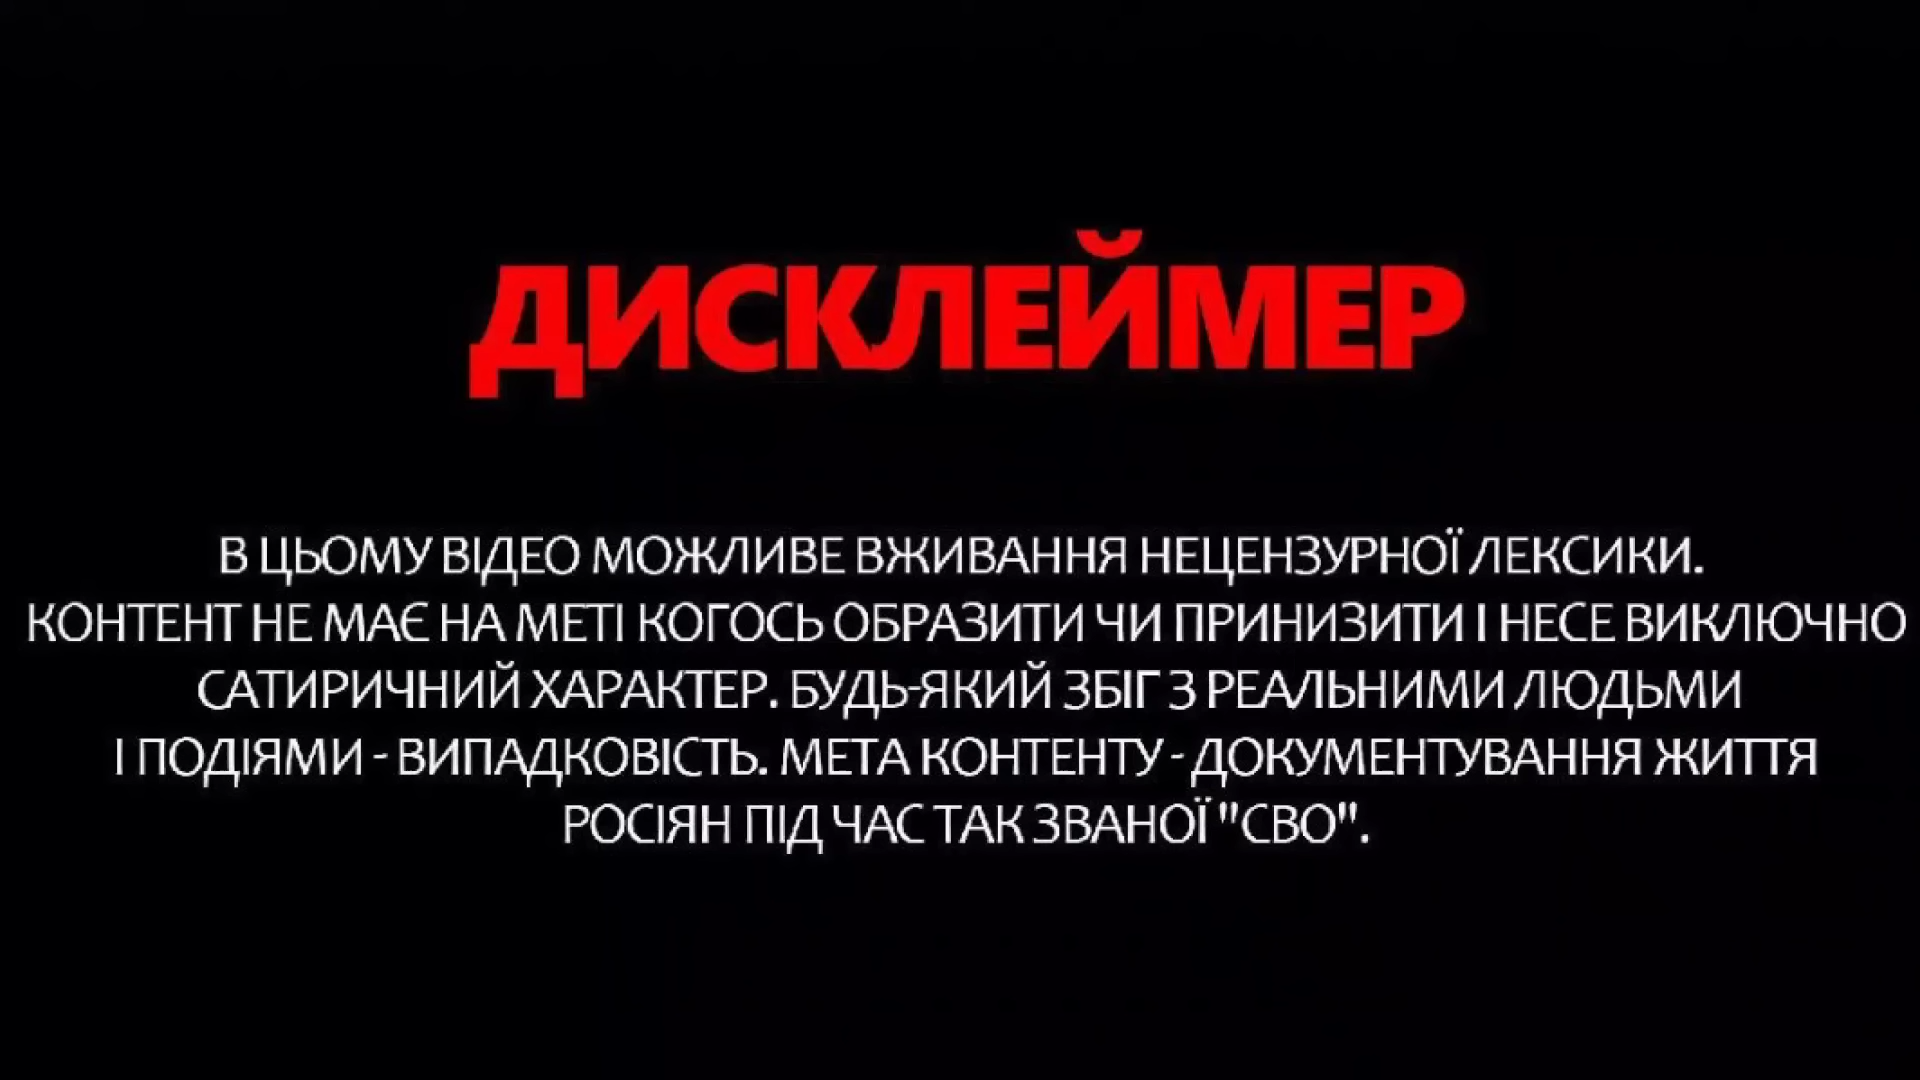 ДИСКЛЕЙМЕР
В ЦЬОМУ ВІДЕО МОЖЛИВЕ ВЖИВАННЯ НЕЦЕНЗУРНОЇ ЛЕКСИКИ.
КОНТЕНТ НЕ МАЄ НА МЕТІ КОГОСЬ ОБРАЗИТИ ЧИ ПРИНИЗИТИ І НЕСЕ ВИКЛЮЧНО
САТИРИЧНИЙ ХАРАКТЕР. БУДЬ-ЯКИЙ ЗБІГ З РЕАЛЬНИМИ ЛЮДЬМИ
І ПОДІЯМИ - ВИПАДКОВІСТЬ. МЕТА КОНТЕНТУ - ДОКУМЕНТУВАННЯ ЖИТТЯ
РОСІЯН ПІД ЧАС ТАК ЗВАНОЇ "СВО".